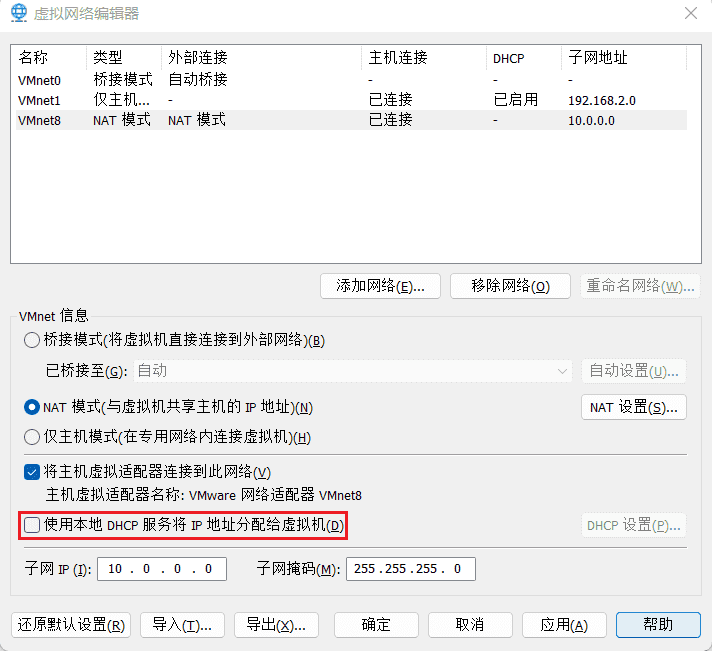 虚拟网络编辑器
名称 类型 外部连接 主机连接 DHCP 子网地址
VMnet0 桥接模式 自动桥接 - - -
VMnet1 仅主机... - 已连接 已启用 192.168.2.0
VMnet8 NAT 模式 NAT 模式 已连接 - 10.0.0.0
添加网络(E)... 移除网络(O) 重命名网络(W)...
VMnet 信息
桥接模式(将虚拟机直接连接到外部网络)(B)
已桥接至(G): 自动 自动设置(U)...
NAT 模式(与虚拟机共享主机的 IP 地址)(N) NAT 设置(S)...
仅主机模式(在专用网络内连接虚拟机)(H)
将主机虚拟适配器连接到此网络(V)
主机虚拟适配器名称: VMware 网络适配器 VMnet8
使用本地 DHCP 服务将 IP 地址分配给虚拟机(D) DHCP 设置(P)...
子网 IP (I): 10 . 0 . 0 . 0 子网掩码(M): 255 .255 .255 . 0
还原默认设置(R) 导入(T)... 导出(X)... 确定 取消 应用(A) 帮助